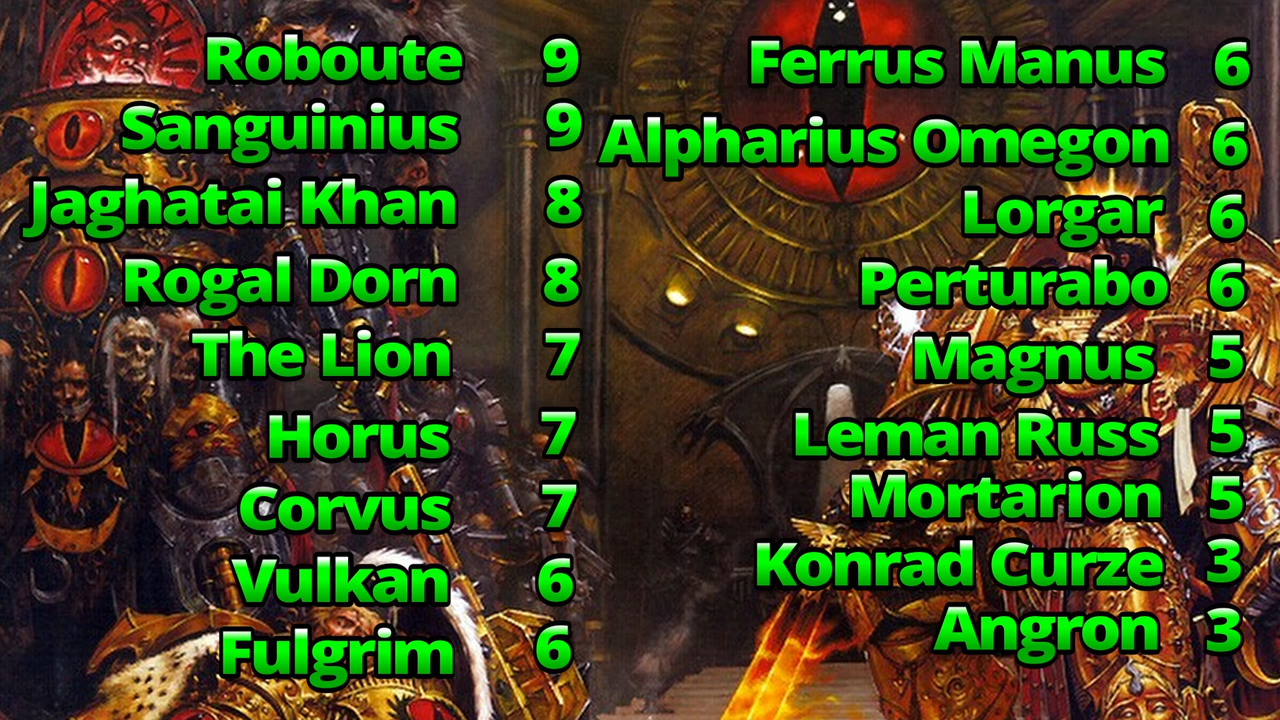 Roboute 9
Sanguinius 9
Jaghatai Khan 8
Rogal Dorn 8
The Lion 7
Horus 7
Corvus 7
Vulkan 6
Fulgrim 6
Ferrus Manus 6
Alpharius Omegon 6
Lorgar 6
Perturabo 6
Magnus 5
Leman Russ 5
Mortarion 5
Konrad Curze 3
Angron 3